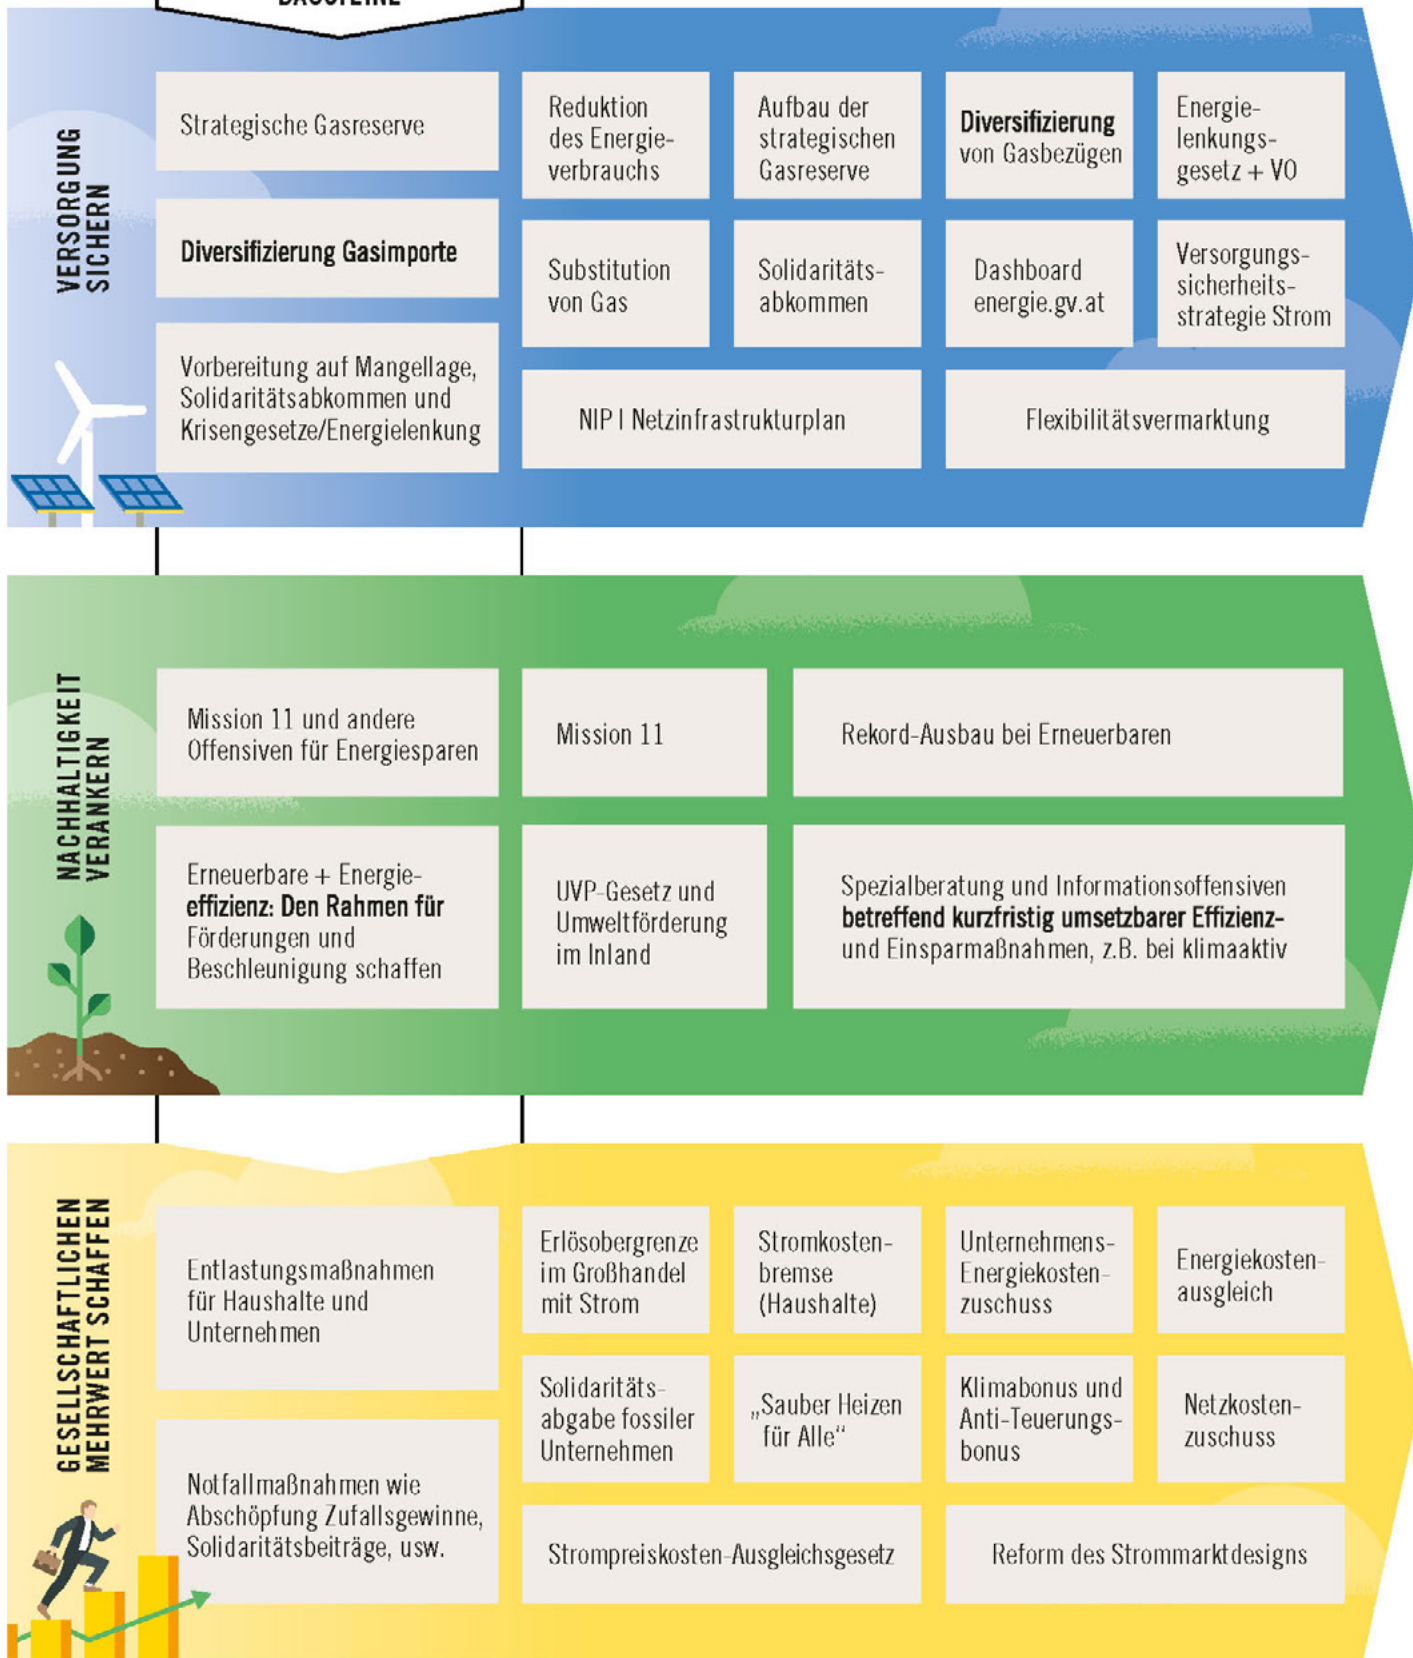 BAUSTEINE
VERSORGUNG
SICHERN
Strategische Gasreserve
Diversifizierung Gasimporte
Vorbereitung auf Mangellage,
Solidaritätsabkommen und
Krisengesetze/Energielenkung
Reduktion
des Energie-
verbrauchs
Aufbau der
strategischen
Gasreserve
Diversifizierung
von Gasbezügen
Energie-
lenkungs-
gesetz + VO
Substitution
von Gas
Solidaritäts-
abkommen
Dashboard
energie.gv.at
Versorgungs-
sicherheits-
strategie Strom
NIP I Netzinfrastrukturplan
Flexibilitätsvermarktung
NACHHALTIGKEIT
VERANKERN
Mission 11 und andere
Offensiven für Energiesparen
Erneuerbare + Energie-
effizienz: Den Rahmen für
Förderungen und
Beschleunigung schaffen
Mission 11
Rekord-Ausbau bei Erneuerbaren
UVP-Gesetz und
Umweltförderung
im Inland
Spezialberatung und Informationsoffensiven
betreffend kurzfristig umsetzbarer Effizienz-
und Einsparmaßnahmen, z.B. bei klimaaktiv
GESELLSCHAFTLICHEN
MEHRWERT SCHAFFEN
Entlastungsmaßnahmen
für Haushalte und
Unternehmen
Notfallmaßnahmen wie
Abschöpfung Zufallsgewinne,
Solidaritätsbeiträge, usw.
Erlösobergrenze
im Großhandel
mit Strom
Stromkosten-
bremse
(Haushalte)
Unternehmens-
Energiekosten-
zuschuss
Energiekosten-
ausgleich
Solidaritäts-
abgabe fossiler
Unternehmen
„Sauber Heizen
für Alle“
Klimabonus und
Anti-Teuerungs-
bonus
Netzkosten-
zuschuss
Strompreiskosten-Ausgleichsgesetz
Reform des Strommarktdesigns